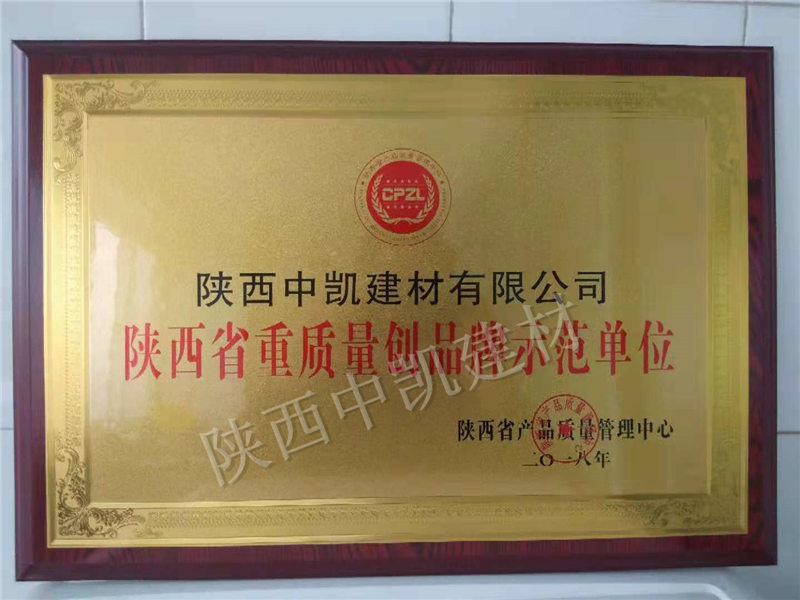 CPZL
陕西中凯建材有限公司
陕西省重质量创品牌示范单位
陕西省产品质量管理中心
二〇一八年
陕西中凯建材